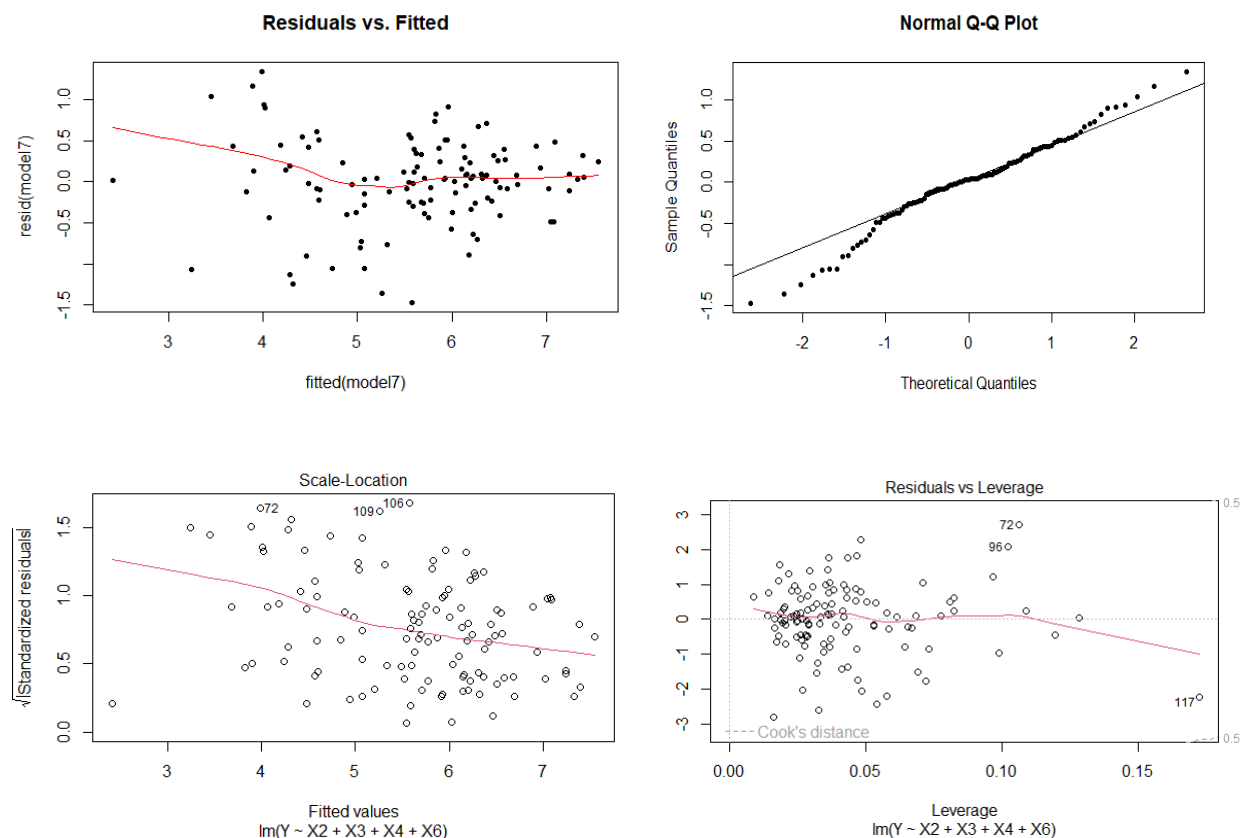 Residuals vs. Fitted
resid(model7)
1.0
0.5
0.0
-0.5
-1.5
3 4 5 6 7
fitted(model7)
Normal Q-Q Plot
Sample Quantiles
1.0
0.5
0.0
-0.5
-1.5
-2 -1 0 1 2
Theoretical Quantiles
Scale-Location
√|Standardized residuals|
1.5
1.0
0.5
0.0
72
109
106
3 4 5 6 7
Fitted values
lm(Y ~ X2 + X3 + X4 + X6)
Residuals vs Leverage
3
2
1
0
-1
-2
-3
72
96
117
0.5
0.5
Cook's distance
0.00 0.05 0.10 0.15
Leverage
lm(Y ~ X2 + X3 + X4 + X6)